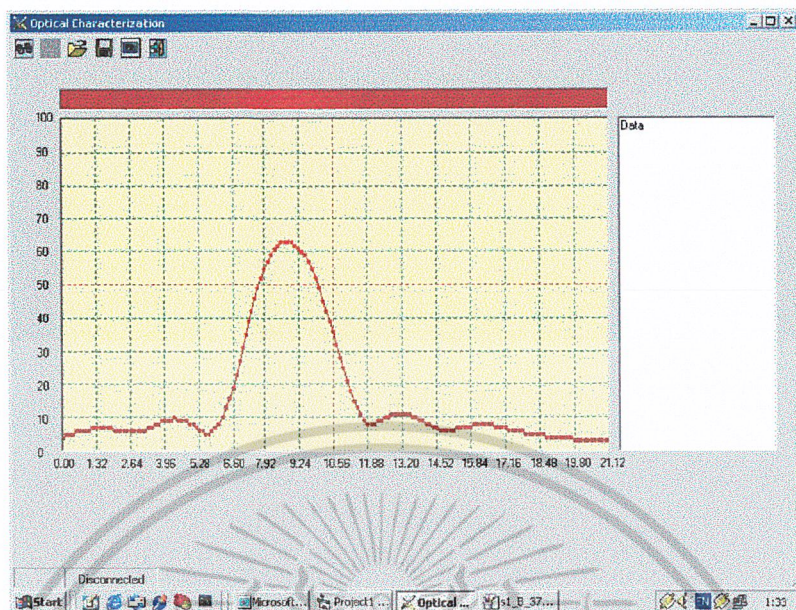 Optical Characterization
100
90
80
70
60
50
40
30
20
10
0
0.00 1.32 2.64 3.96 5.28 6.60 7.92 9.24 10.56 11.88 13.20 14.52 15.84 17.16 18.48 19.80 21.12
Data
Disconnected
Start Microsoft... Project1 ... Optical ... s1_B_37... EN 1:33